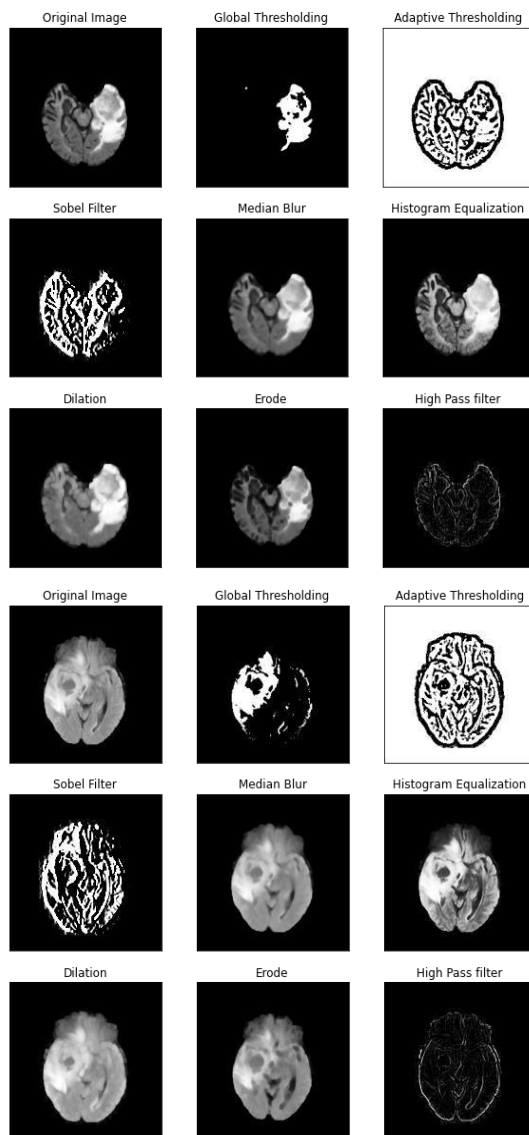 Original Image
Global Thresholding
Adaptive Thresholding
Sobel Filter
Median Blur
Histogram Equalization
Dilation
Erode
High Pass filter
Original Image
Global Thresholding
Adaptive Thresholding
Sobel Filter
Median Blur
Histogram Equalization
Dilation
Erode
High Pass filter